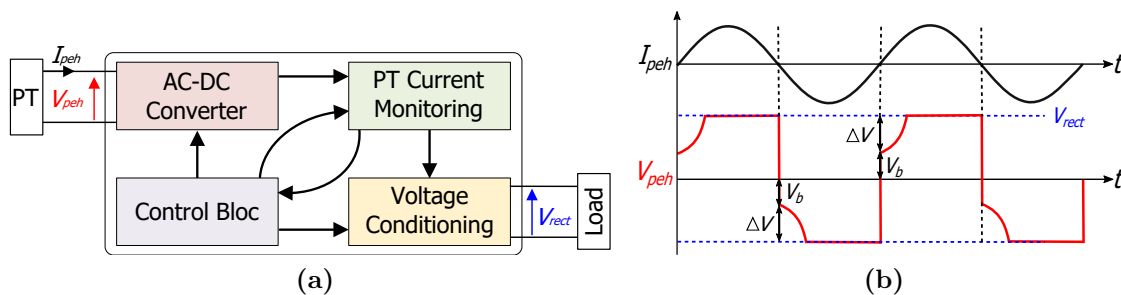 PT
I_peh
V_peh
AC-DC
Converter
PT Current
Monitoring
Control Bloc
Voltage
Conditioning
V_rect
Load
(a)
I_peh
t
V_rect
ΔV
V_b
V_peh
t
V_b
ΔV
(b)